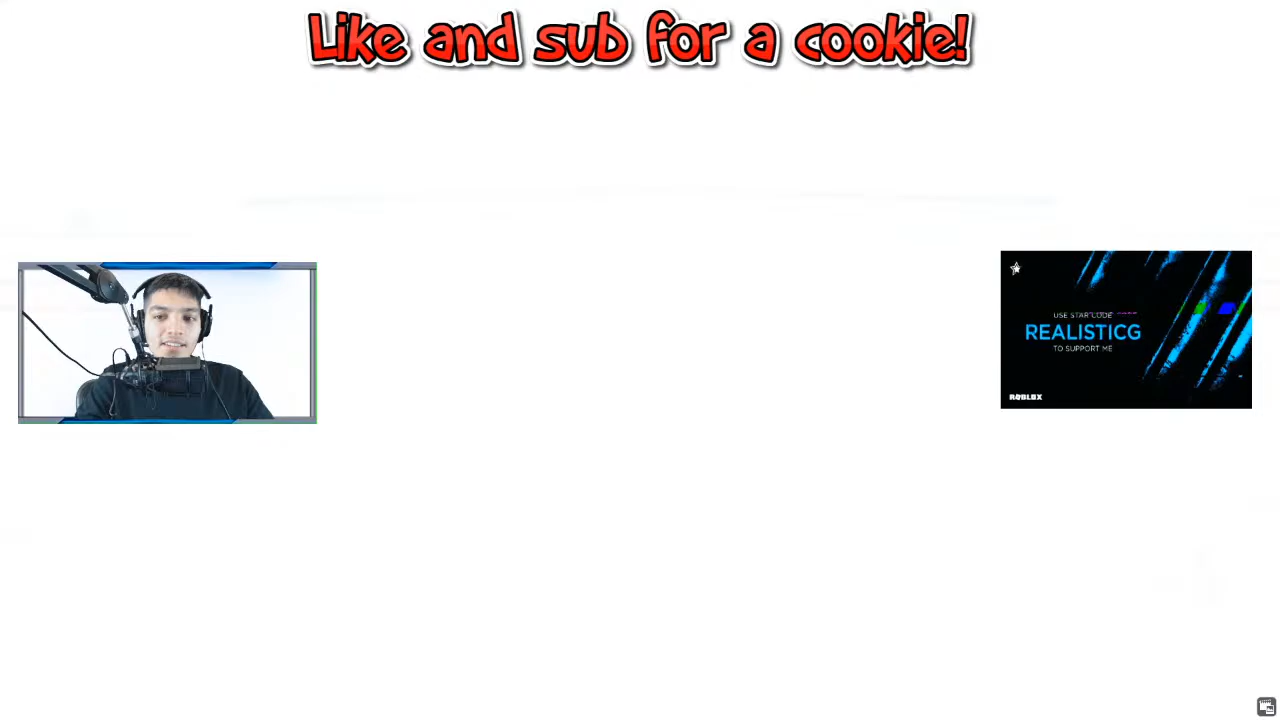 Like and sub for a cookie!
USE STAR CODE
REALISTICG
TO SUPPORT ME
ROBLOX